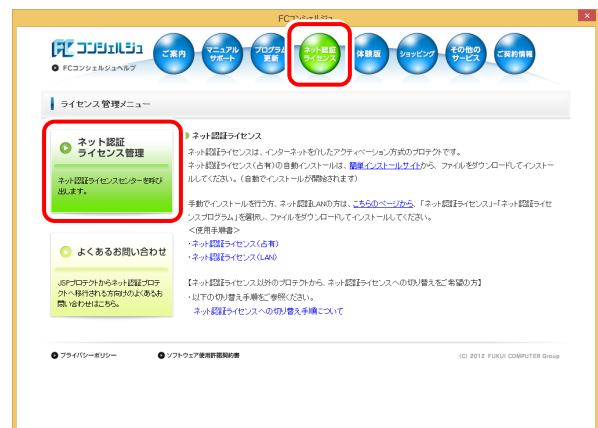 FCコンシェルジュ
FC コンシェルジュ
FCコンシェルジュヘルプ
ご案内
マニュアル
サポート
プログラム
更新
ネット認証
ライセンス
体験版
ショッピング
その他の
サービス
ご契約情報
ライセンス管理メニュー
ネット認証
ライセンス管理
ネット認証ライセンスセンターを呼び
出します。
よくあるお問い合わせ
JSPプロテクトからネット認証プロテ
クトへ移行される方向けのよくあるお
問い合わせはこちら。
ネット認証ライセンス
ネット認証ライセンスは、インターネットを介したアクティベーション方式のプロテクトです。
ネット認証ライセンス(占有)の自動インストールは、簡単インストールサイトから、ファイルをダウンロードしてインストー
ルしてください。(自動でインストールが開始されます)
手動でインストールを行う方、ネット認証LANの方は、こちらのページから、「ネット認証ライセンス」-「ネット認証ライセ
ンスプログラム」を選択し、ファイルをダウンロードしてインストールしてください。
<使用手順書>
・ネット認証ライセンス(占有)
・ネット認証ライセンス(LAN)
【ネット認証ライセンス以外のプロテクトから、ネット認証ライセンスへの切り替えをご希望の方】
・以下の切り替え手順をご参照ください。
ネット認証ライセンスへの切り替え手順について
プライバシーポリシー
ソフトウェア使用許諾契約書
(C) 2012 FUKUI COMPUTER Group